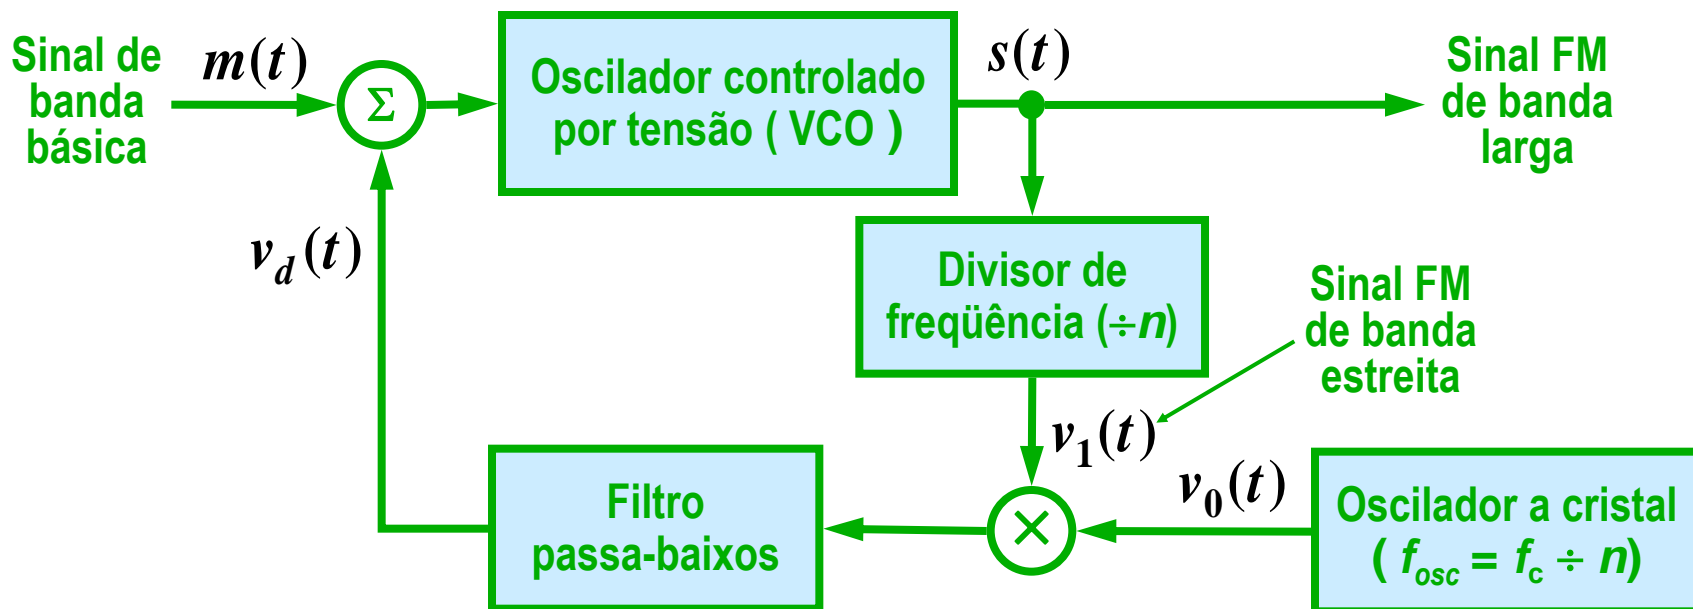 Sinal de
banda
básica
m(t)
Σ
Oscilador controlado
por tensão ( VCO )
s(t)
Sinal FM
de banda
larga
v_d(t)
Divisor de
freqüência (÷n)
Sinal FM
de banda
estreita
v_1(t)
Filtro
passa-baixos
×
v_0(t)
Oscilador a cristal
( f_osc = f_c ÷ n)